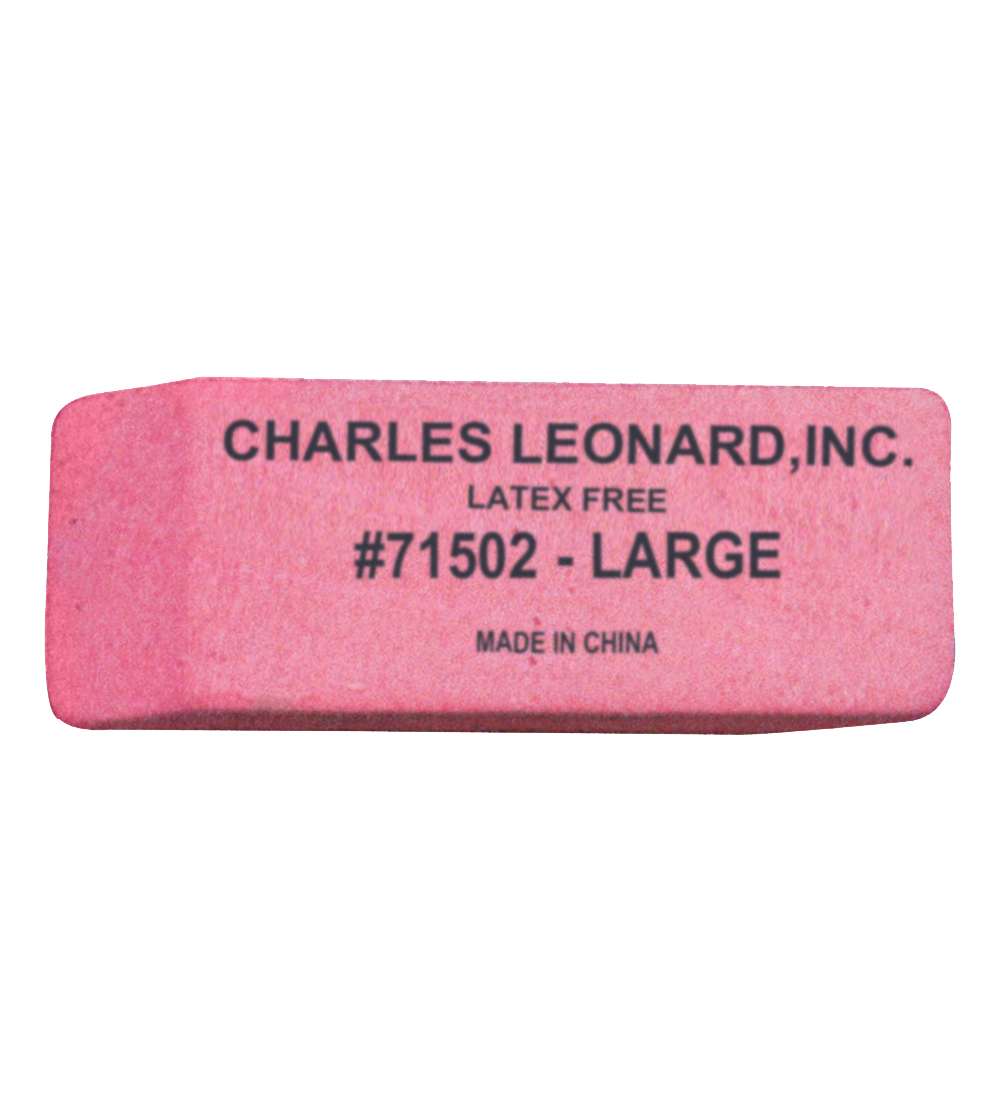 CHARLES LEONARD,INC.
LATEX FREE
#71502 - LARGE
MADE IN CHINA